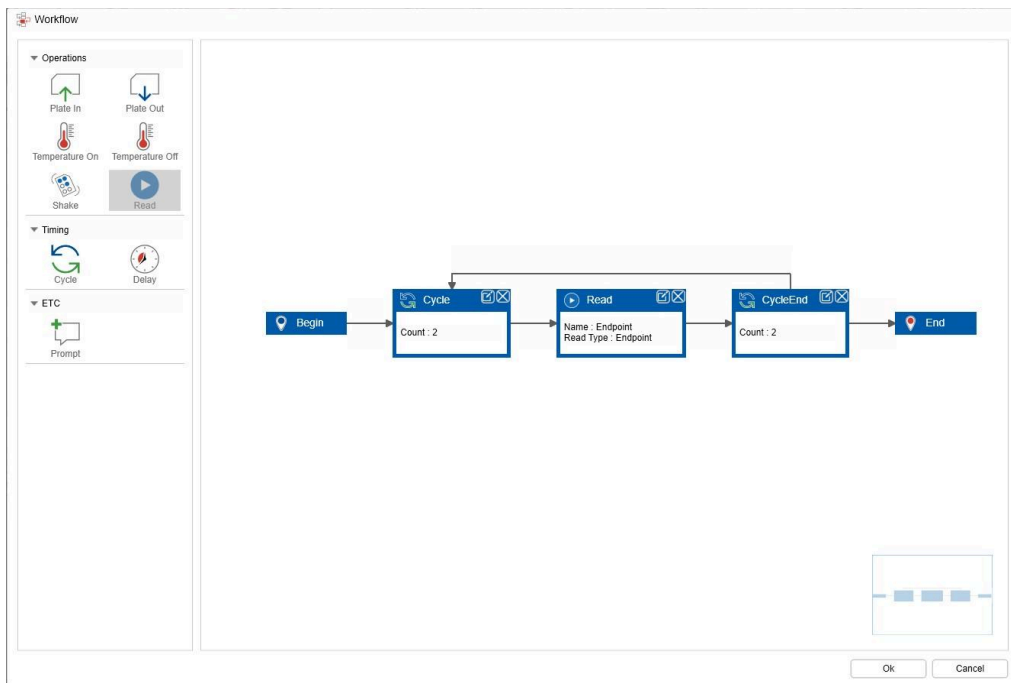 Workflow
Operations
Plate In
Plate Out
Temperature On
Temperature Off
Shake
Read
Timing
Cycle
Delay
ETC
Prompt
Begin
Cycle
Count : 2
Read
Name : Endpoint
Read Type : Endpoint
CycleEnd
Count : 2
End
Ok
Cancel